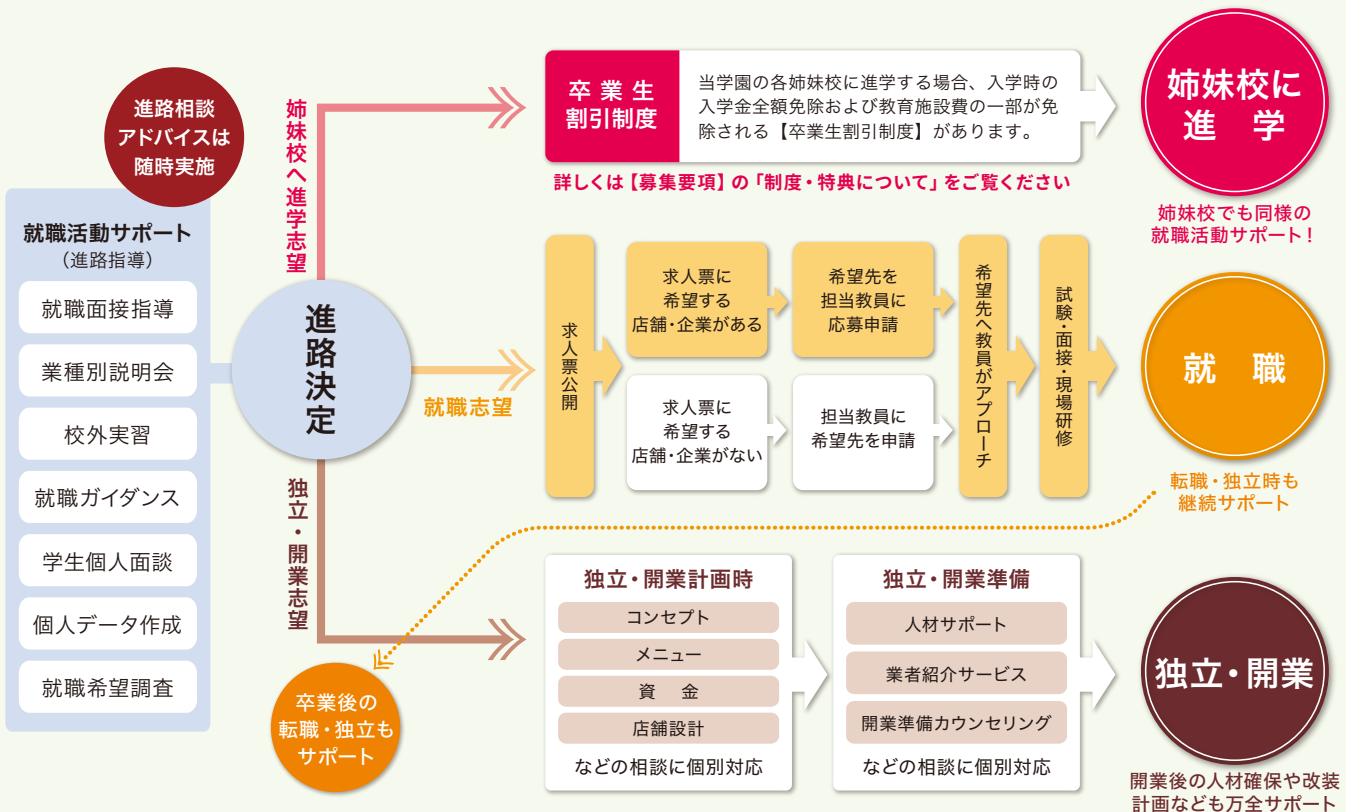 進路相談
アドバイスは
随時実施
就職活動サポート
（進路指導）
就職面接指導
業種別説明会
校外実習
就職ガイダンス
学生個人面談
個人データ作成
就職希望調査
進路決定
姉妹校へ進学志望
卒業生
割引制度
当学園の各姉妹校に進学する場合、入学時の
入学金全額免除および教育施設費の一部が免
除される【卒業生割引制度】があります。
詳しくは【募集要項】の「制度・特典について」をご覧ください
姉妹校に
進　学
姉妹校でも同様の
就職活動サポート！
就職志望
求人票公開
求人票に
希望する
店舗・企業がある
希望先を
担当教員に
応募申請
求人票に
希望する
店舗・企業がない
担当教員に
希望先を申請
希望先へ教員がアプローチ
試験・面接・現場研修
就　職
転職・独立時も
継続サポート
独立・開業志望
卒業後の
転職・独立も
サポート
独立・開業計画時
コンセプト
メニュー
資　金
店舗設計
などの相談に個別対応
独立・開業準備
人材サポート
業者紹介サービス
開業準備カウンセリング
などの相談に個別対応
独立・開業
開業後の人材確保や改装
計画なども万全サポート